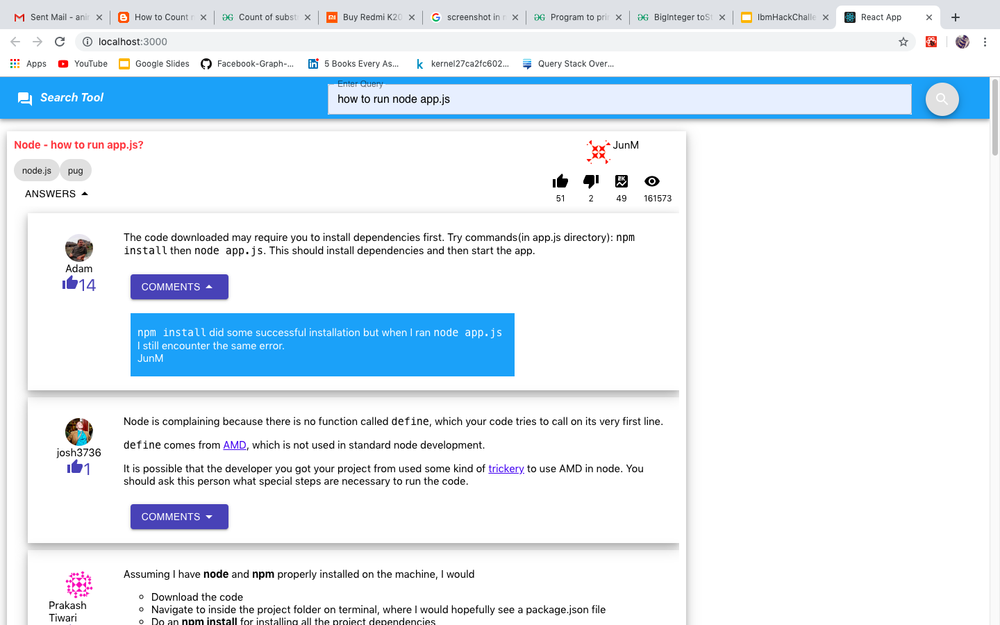 Sent Mail - anir
How to Count n
Count of subst
Buy Redmi K20
screenshot in m
Program to prin
BigInteger toSt
IbmHackChalle
React App
localhost:3000
Apps
YouTube
Google Slides
Facebook-Graph-...
5 Books Every As...
kernel27ca2fc602...
Query Stack Over...
Search Tool
Enter Query
how to run node app.js
Node - how to run app.js?
JunM
node.js
pug
ANSWERS
51
2
49
161573
The code downloaded may require you to install dependencies first. Try commands(in app.js directory): npm
install then node app.js. This should install dependencies and then start the app.
Adam
14
COMMENTS
npm install did some successful installation but when I ran node app.js
I still encounter the same error.
JunM
Node is complaining because there is no function called define, which your code tries to call on its very first line.
define comes from AMD, which is not used in standard node development.
josh3736
1
It is possible that the developer you got your project from used some kind of trickery to use AMD in node. You
should ask this person what special steps are necessary to run the code.
COMMENTS
Assuming I have node and npm properly installed on the machine, I would
Prakash
Tiwari
Download the code
Navigate to inside the project folder on terminal, where I would hopefully see a package.json file
Do an npm install for installing all the project dependencies